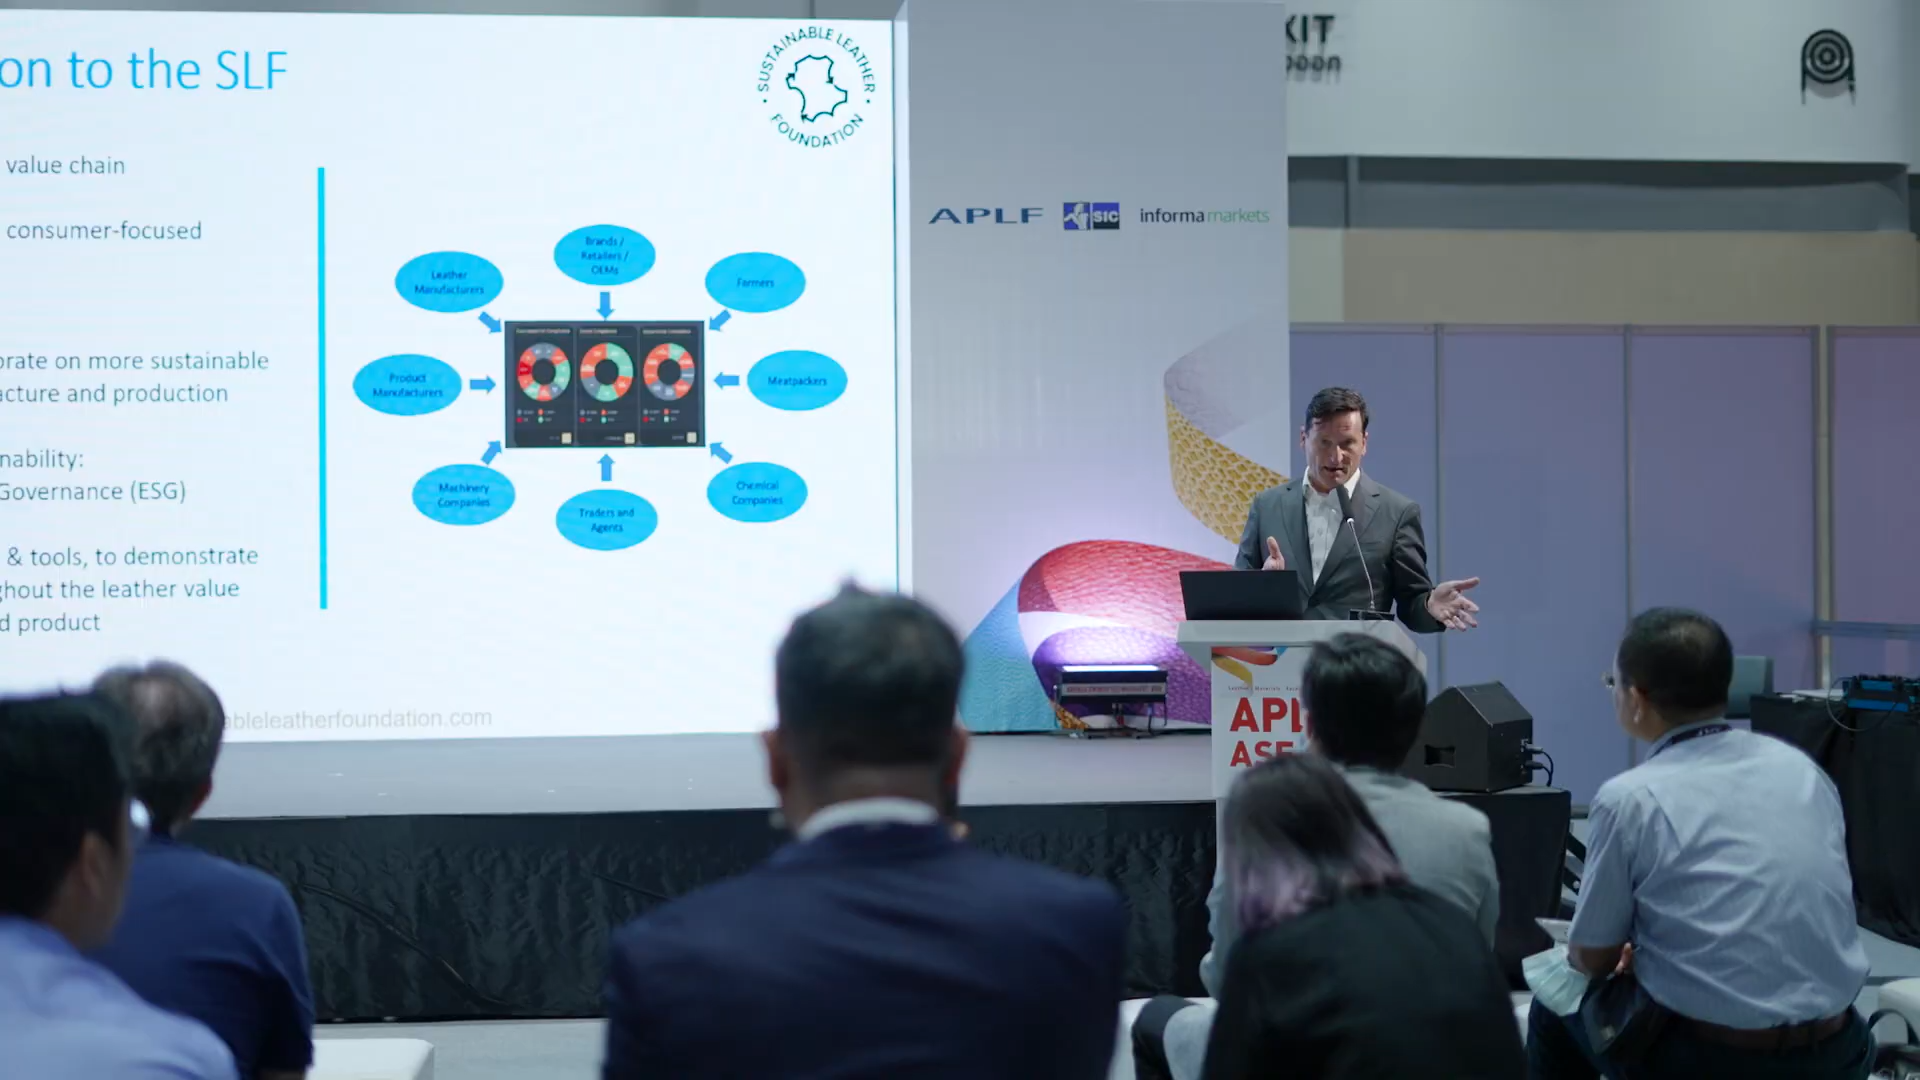 on to the SLF
SUSTAINABLE LEATHER
FOUNDATION
value chain
consumer-focused
orate on more sustainable
acture and production
nability:
Governance (ESG)
& tools, to demonstrate
ghout the leather value
d product
ableleatherfoundation.com
Brands /
Retailers /
OEMs
Leather
Manufacturers
Farmers
Product
Manufacturers
Meatpackers
Machinery
Companies
Chemical
Companies
Traders and
Agents
APLF
SIC
informa markets
XIT
APL
ASE